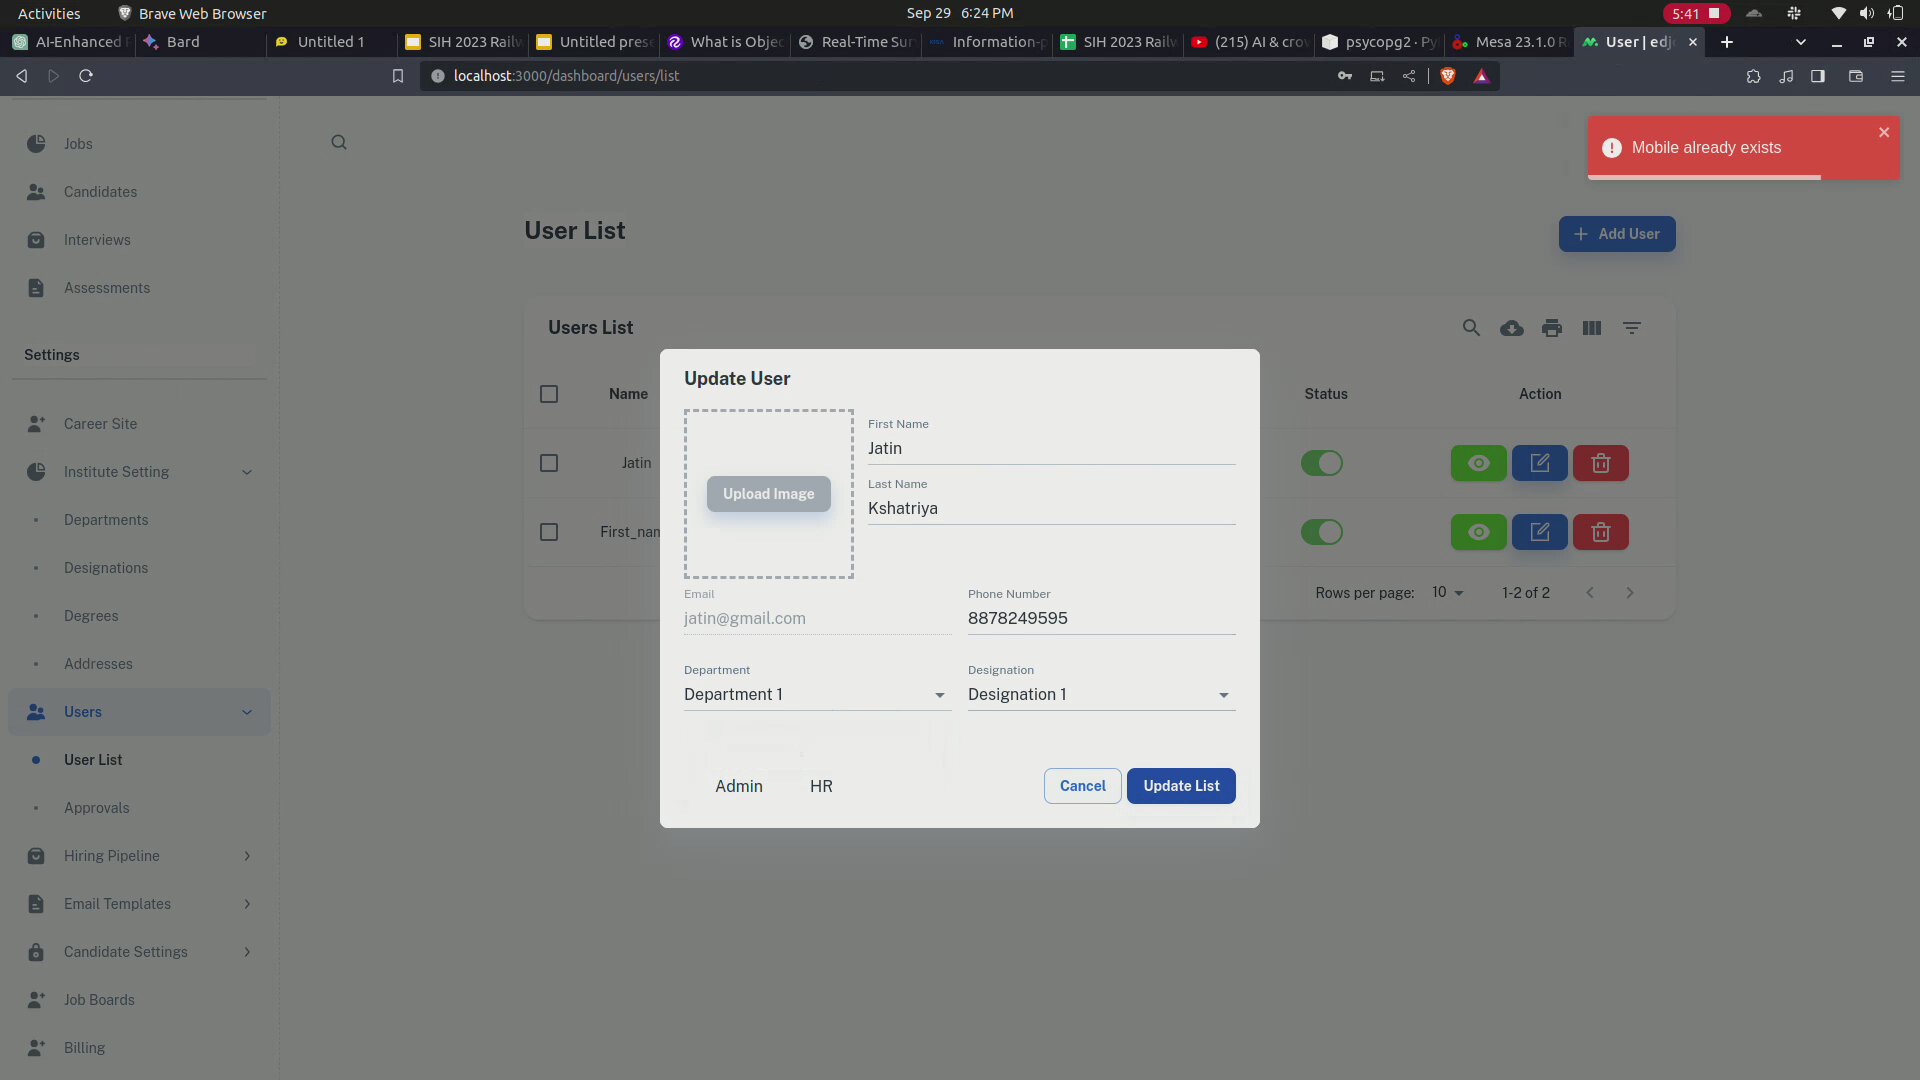 Activities
Brave Web Browser
Sep 29 6:24 PM
5:41
AI-Enhanced
Bard
Untitled 1
SIH 2023 Railw
Untitled prese
What is Objec
Real-Time Sur
Information-p
SIH 2023 Railw
(215) AI & crow
psycopg2 · Py
Mesa 23.1.0 R
User | edjo
localhost:3000/dashboard/users/list
Jobs
Candidates
Interviews
Assessments
Settings
Career Site
Institute Setting
Departments
Designations
Degrees
Addresses
Users
User List
Approvals
Hiring Pipeline
Email Templates
Candidate Settings
Job Boards
Billing
Mobile already exists
User List
Add User
Users List
Name
Status
Action
Jatin
First_nam
Rows per page:
10
1-2 of 2
Update User
Upload Image
First Name
Jatin
Last Name
Kshatriya
Email
jatin@gmail.com
Phone Number
8878249595
Department
Department 1
Designation
Designation 1
Admin
HR
Cancel
Update List